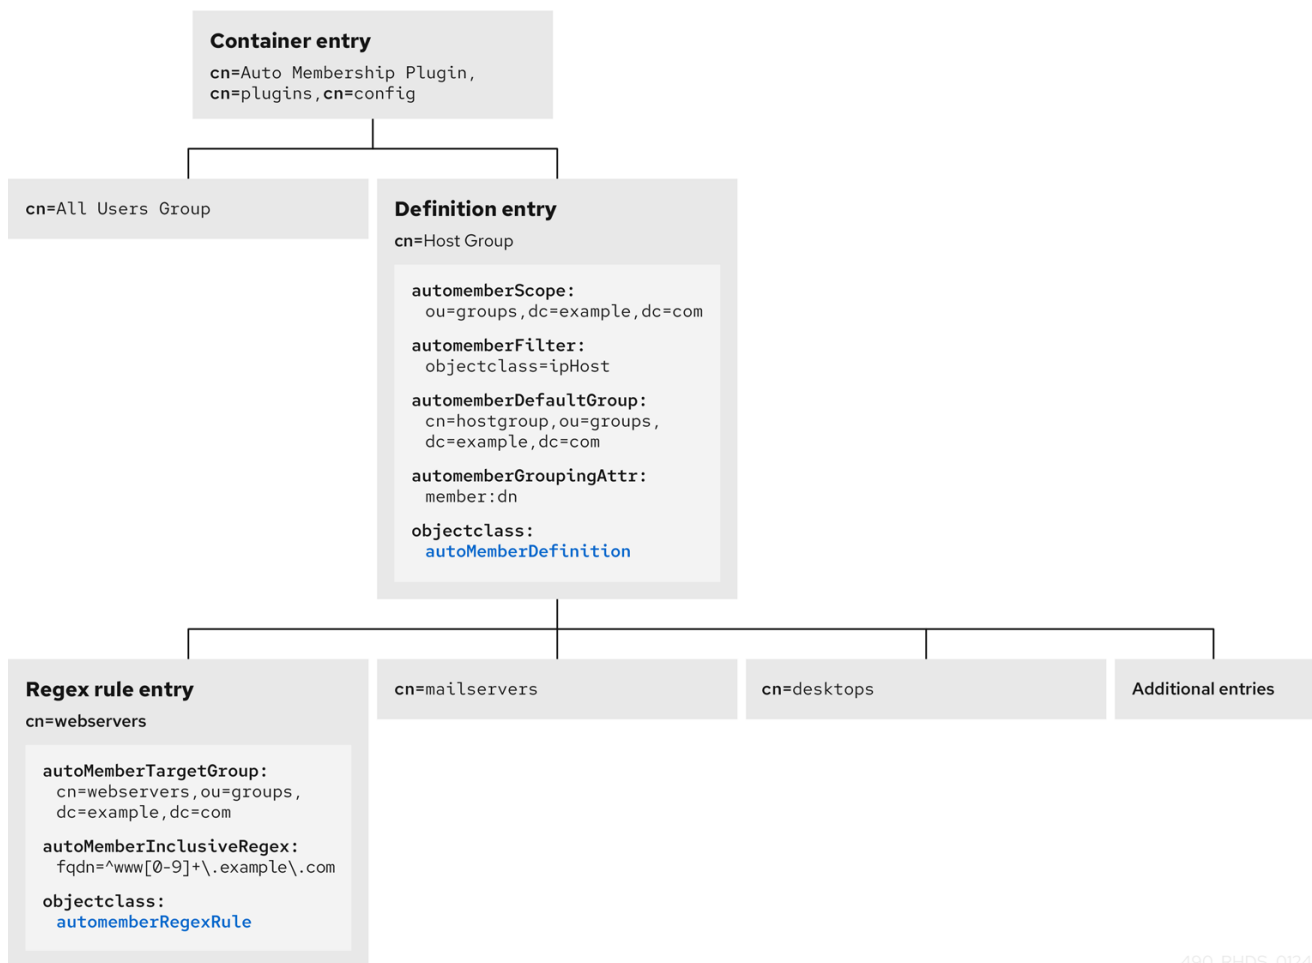 Container entry
cn=Auto Membership Plugin,
cn=plugins,cn=config
cn=All Users Group
Definition entry
cn=Host Group
automemberScope:
ou=groups,dc=example,dc=com
automemberFilter:
objectclass=ipHost
automemberDefaultGroup:
cn=hostgroup,ou=groups,
dc=example,dc=com
automemberGroupingAttr:
member:dn
objectclass:
autoMemberDefinition
Regex rule entry
cn=webservers
autoMemberTargetGroup:
cn=webservers,ou=groups,
dc=example,dc=com
autoMemberInclusiveRegex:
fqdn=^www[0-9]+\.example\.com
objectclass:
automemberRegexRule
cn=mailservers
cn=desktops
Additional entries
490_RHDS_0124